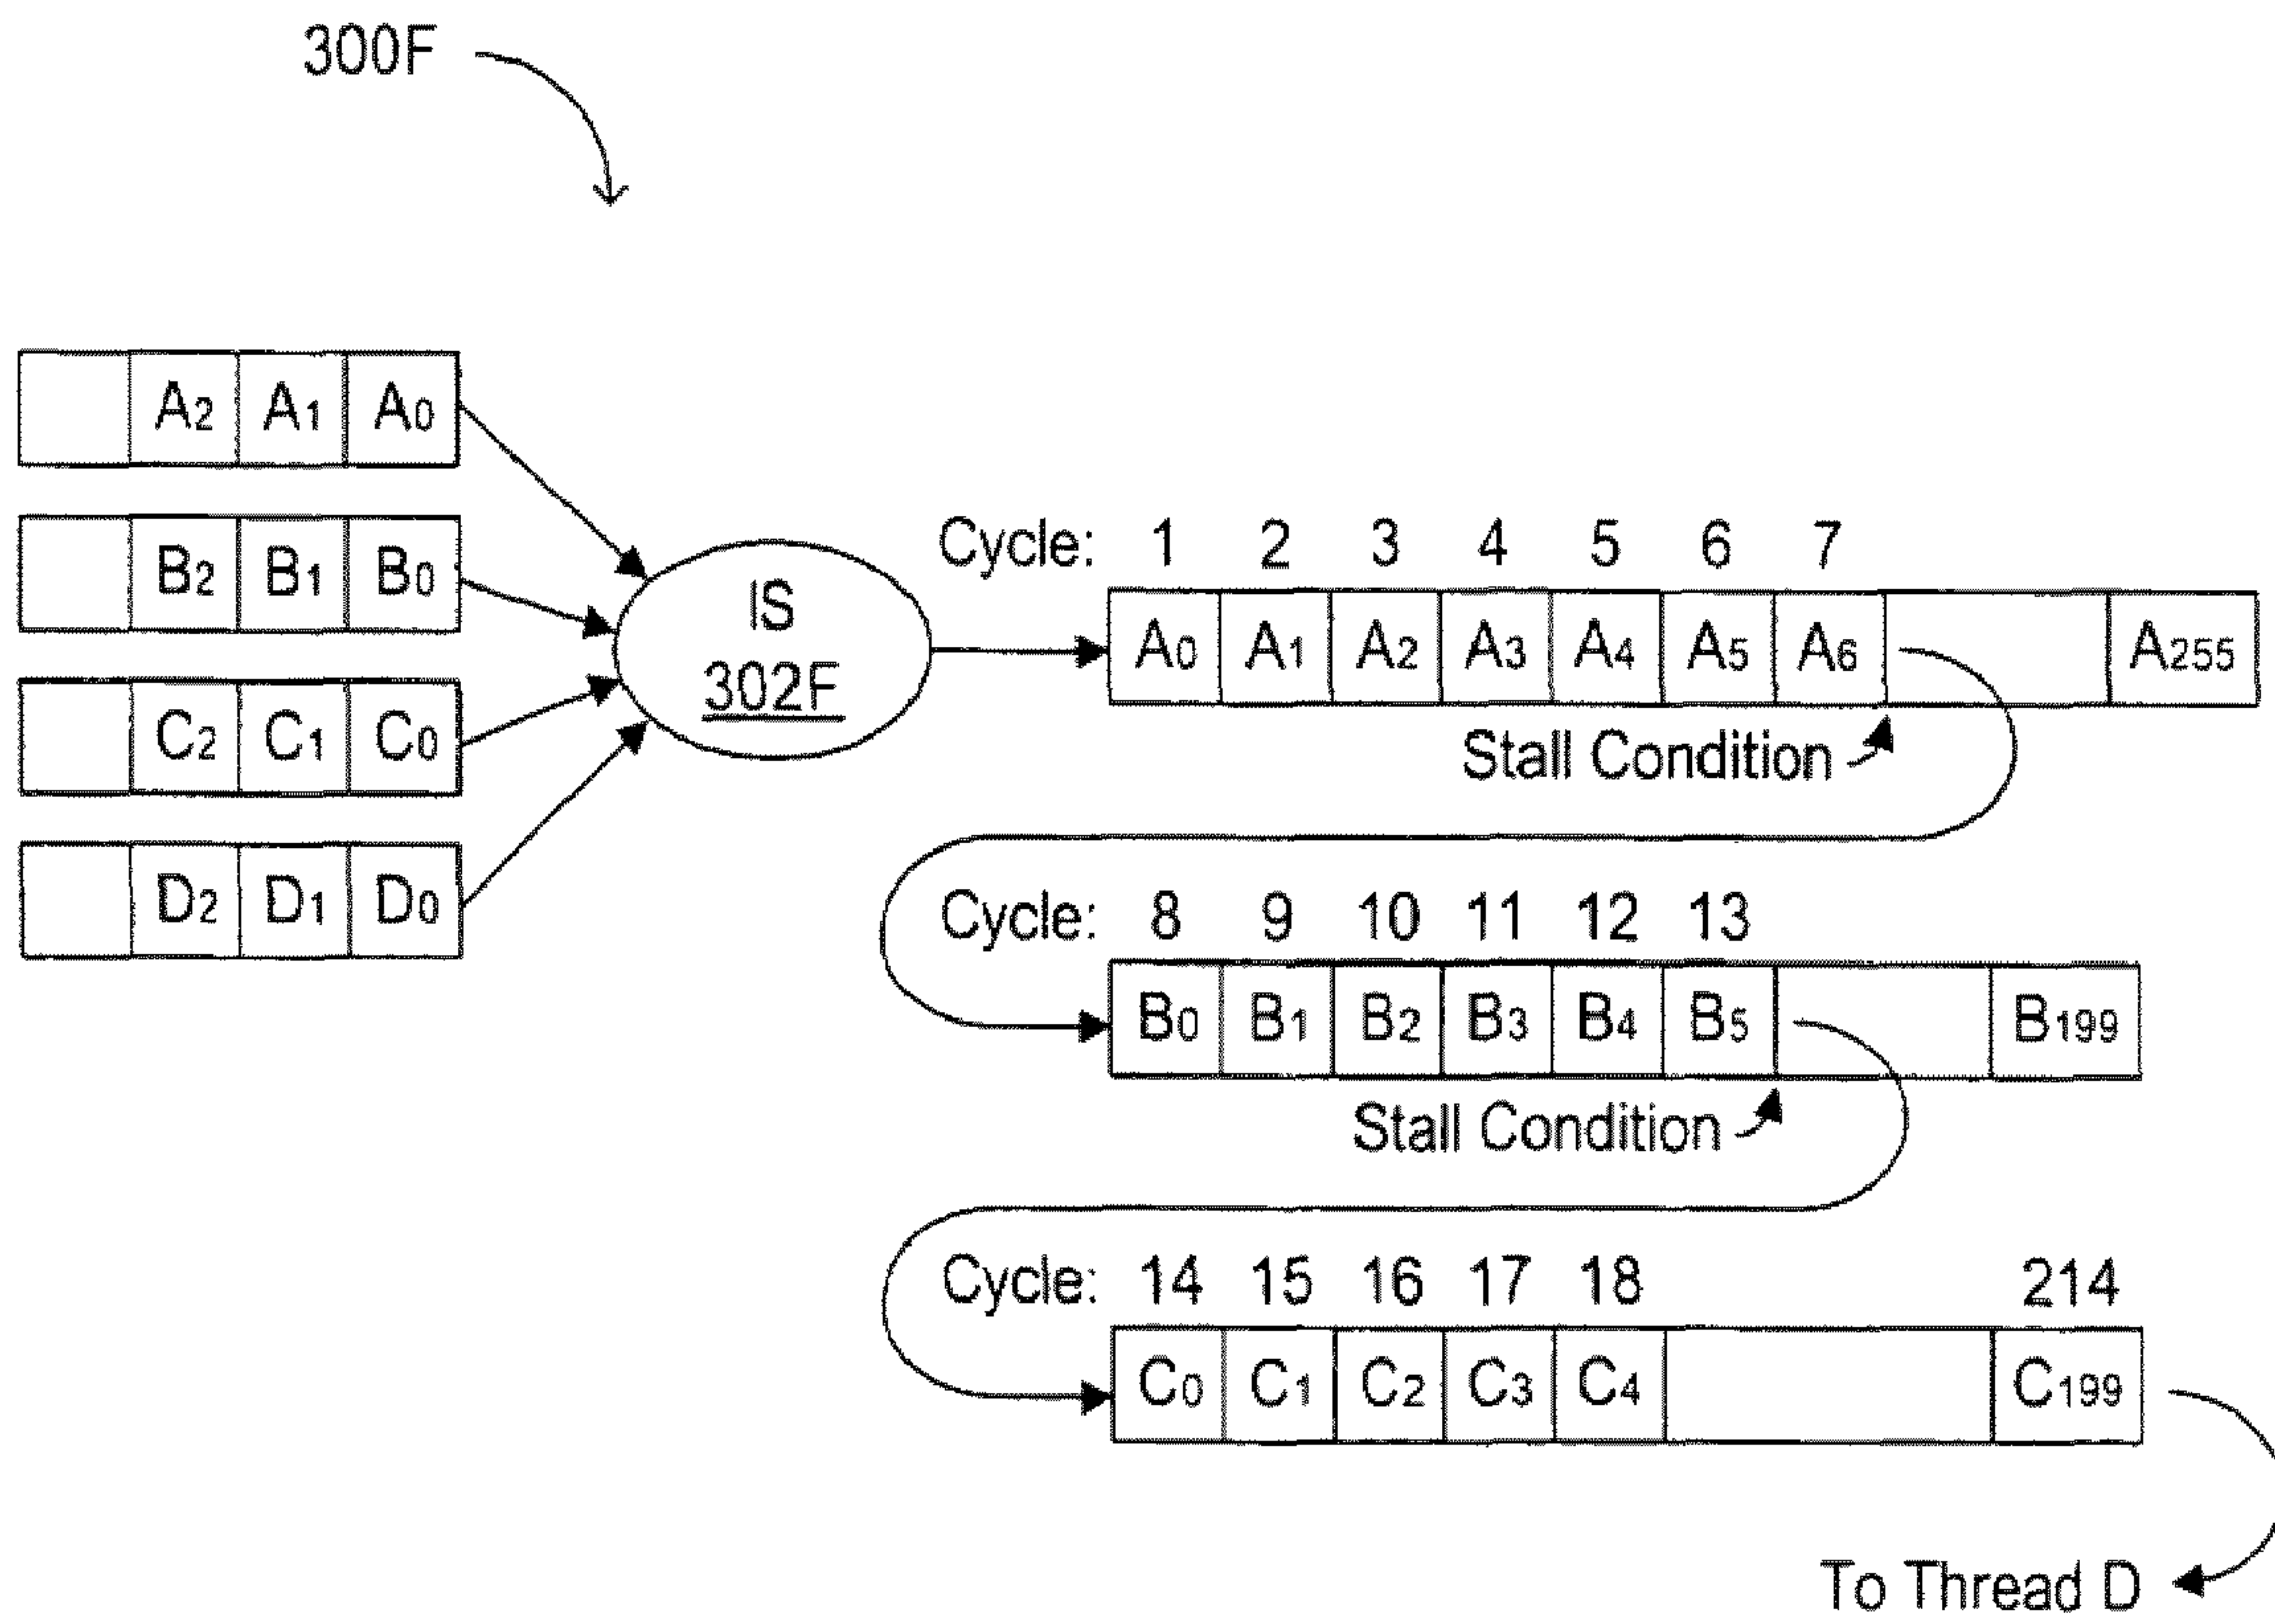 300F
A2 A1 A0
B2 B1 B0
C2 C1 C0
D2 D1 D0
IS
302F
Cycle: 1 2 3 4 5 6 7
A0 A1 A2 A3 A4 A5 A6 A255
Stall Condition
Cycle: 8 9 10 11 12 13
B0 B1 B2 B3 B4 B5 B199
Stall Condition
Cycle: 14 15 16 17 18 214
C0 C1 C2 C3 C4 C199
To Thread D